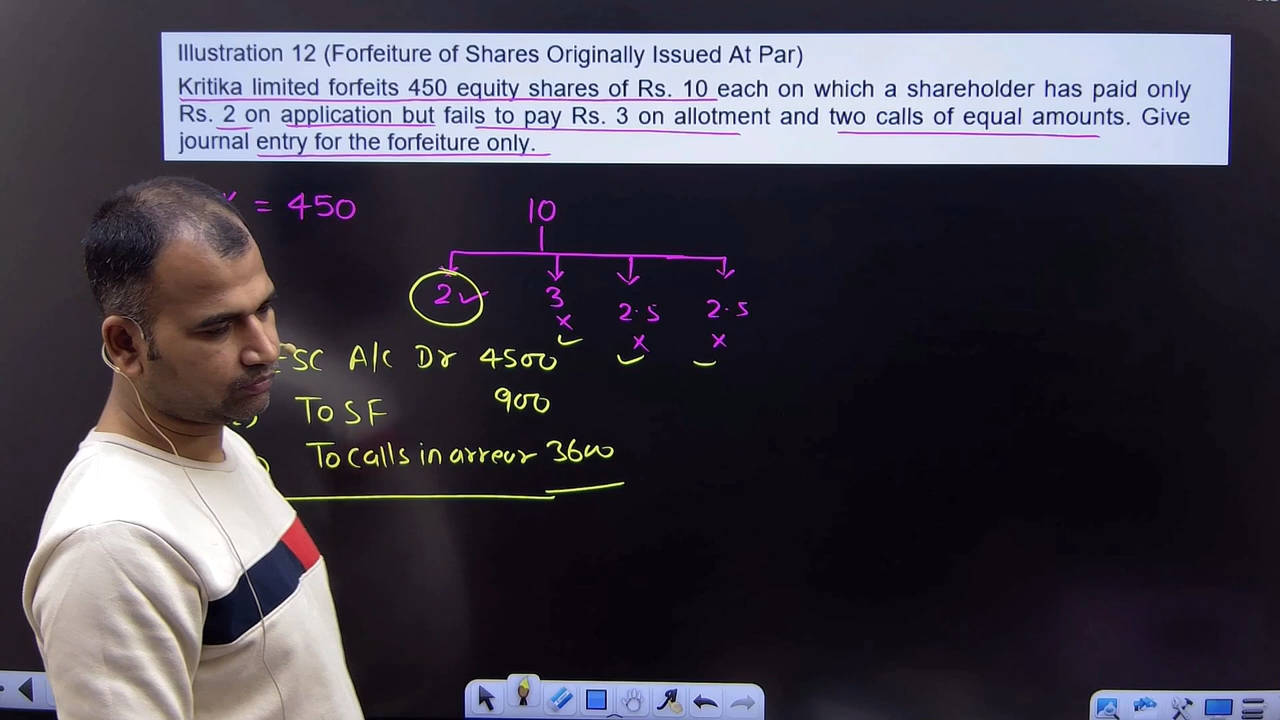 Illustration 12 (Forfeiture of Shares Originally Issued At Par)
Kritika limited forfeits 450 equity shares of Rs. 10 each on which a shareholder has paid only
Rs. 2 on application but fails to pay Rs. 3 on allotment and two calls of equal amounts. Give
journal entry for the forfeiture only.
= 450
10
2 3 2.5 2.5
SC A/c Dr 4500
To SF 900
To calls in arrear 3600